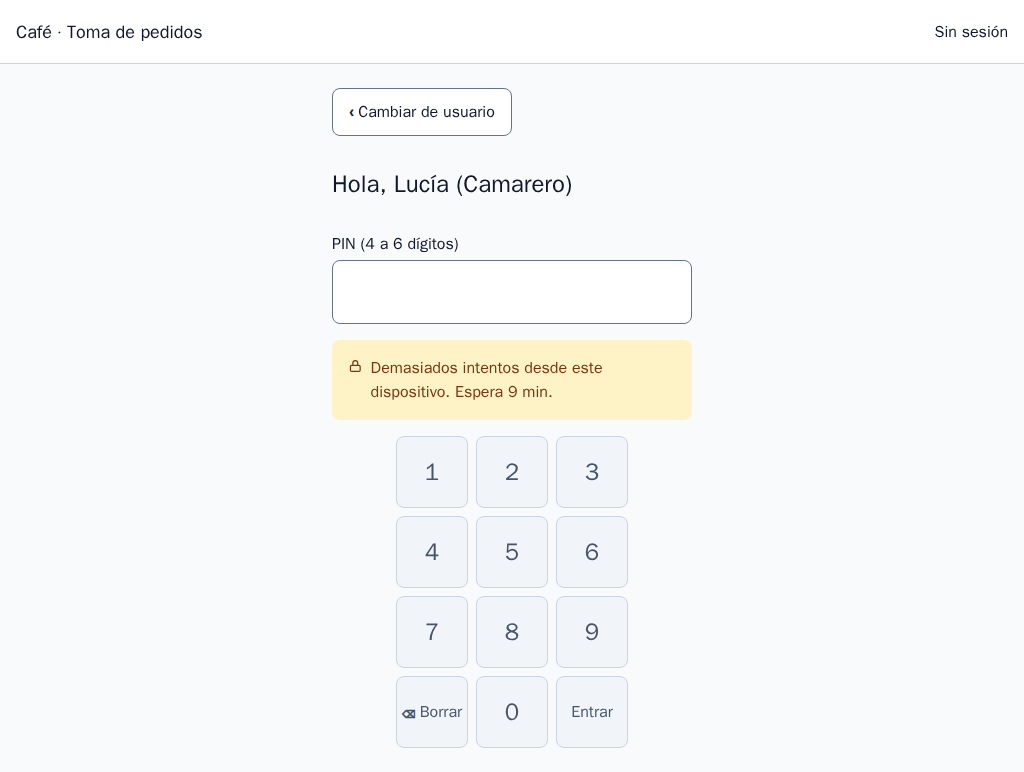 Café · Toma de pedidos
Sin sesión
‹ Cambiar de usuario
Hola, Lucía (Camarero)
PIN (4 a 6 dígitos)
Demasiados intentos desde este
dispositivo. Espera 9 min.
1 2 3
4 5 6
7 8 9
⌫ Borrar 0 Entrar